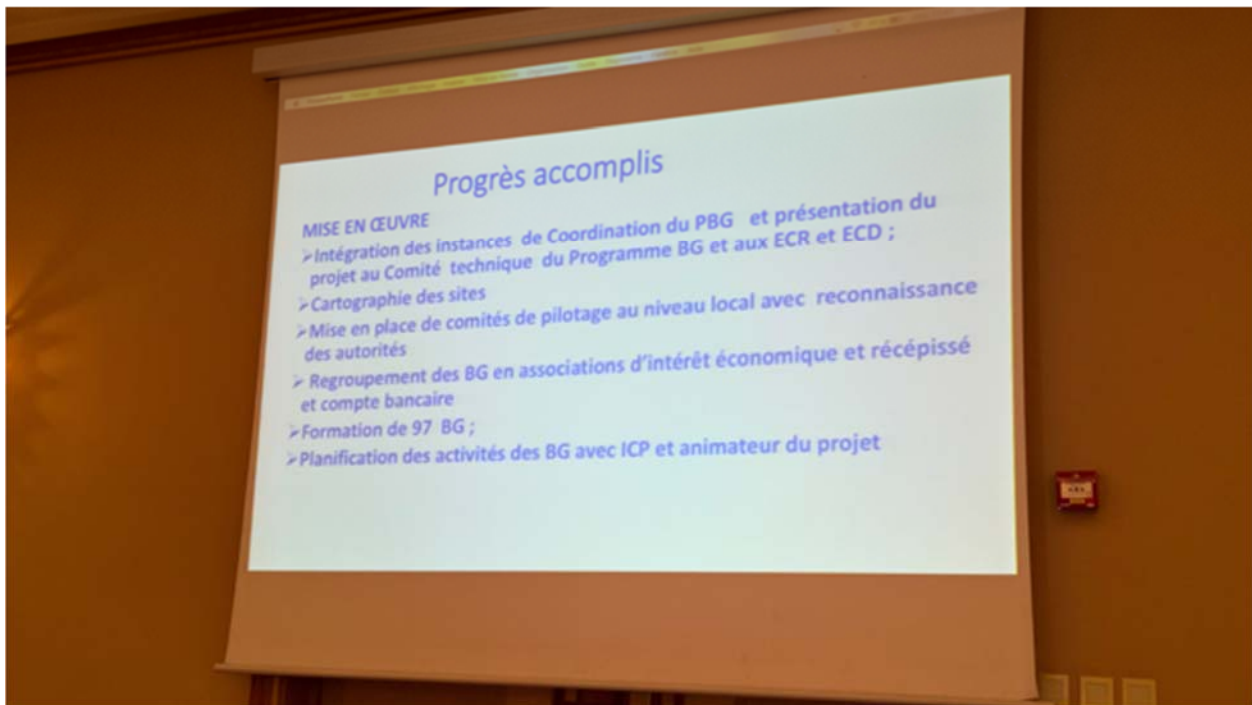 Progrès accomplis
MISE EN ŒUVRE
➢Intégration des instances de Coordination du PBG et présentation du
projet au Comité technique du Programme BG et aux ECR et ECD ;
➢Cartographie des sites
➢Mise en place de comités de pilotage au niveau local avec reconnaissance
des autorités
➢ Regroupement des BG en associations d'intérêt économique et récépissé
et compte bancaire
➢Formation de 97 BG ;
➢Planification des activités des BG avec ICP et animateur du projet